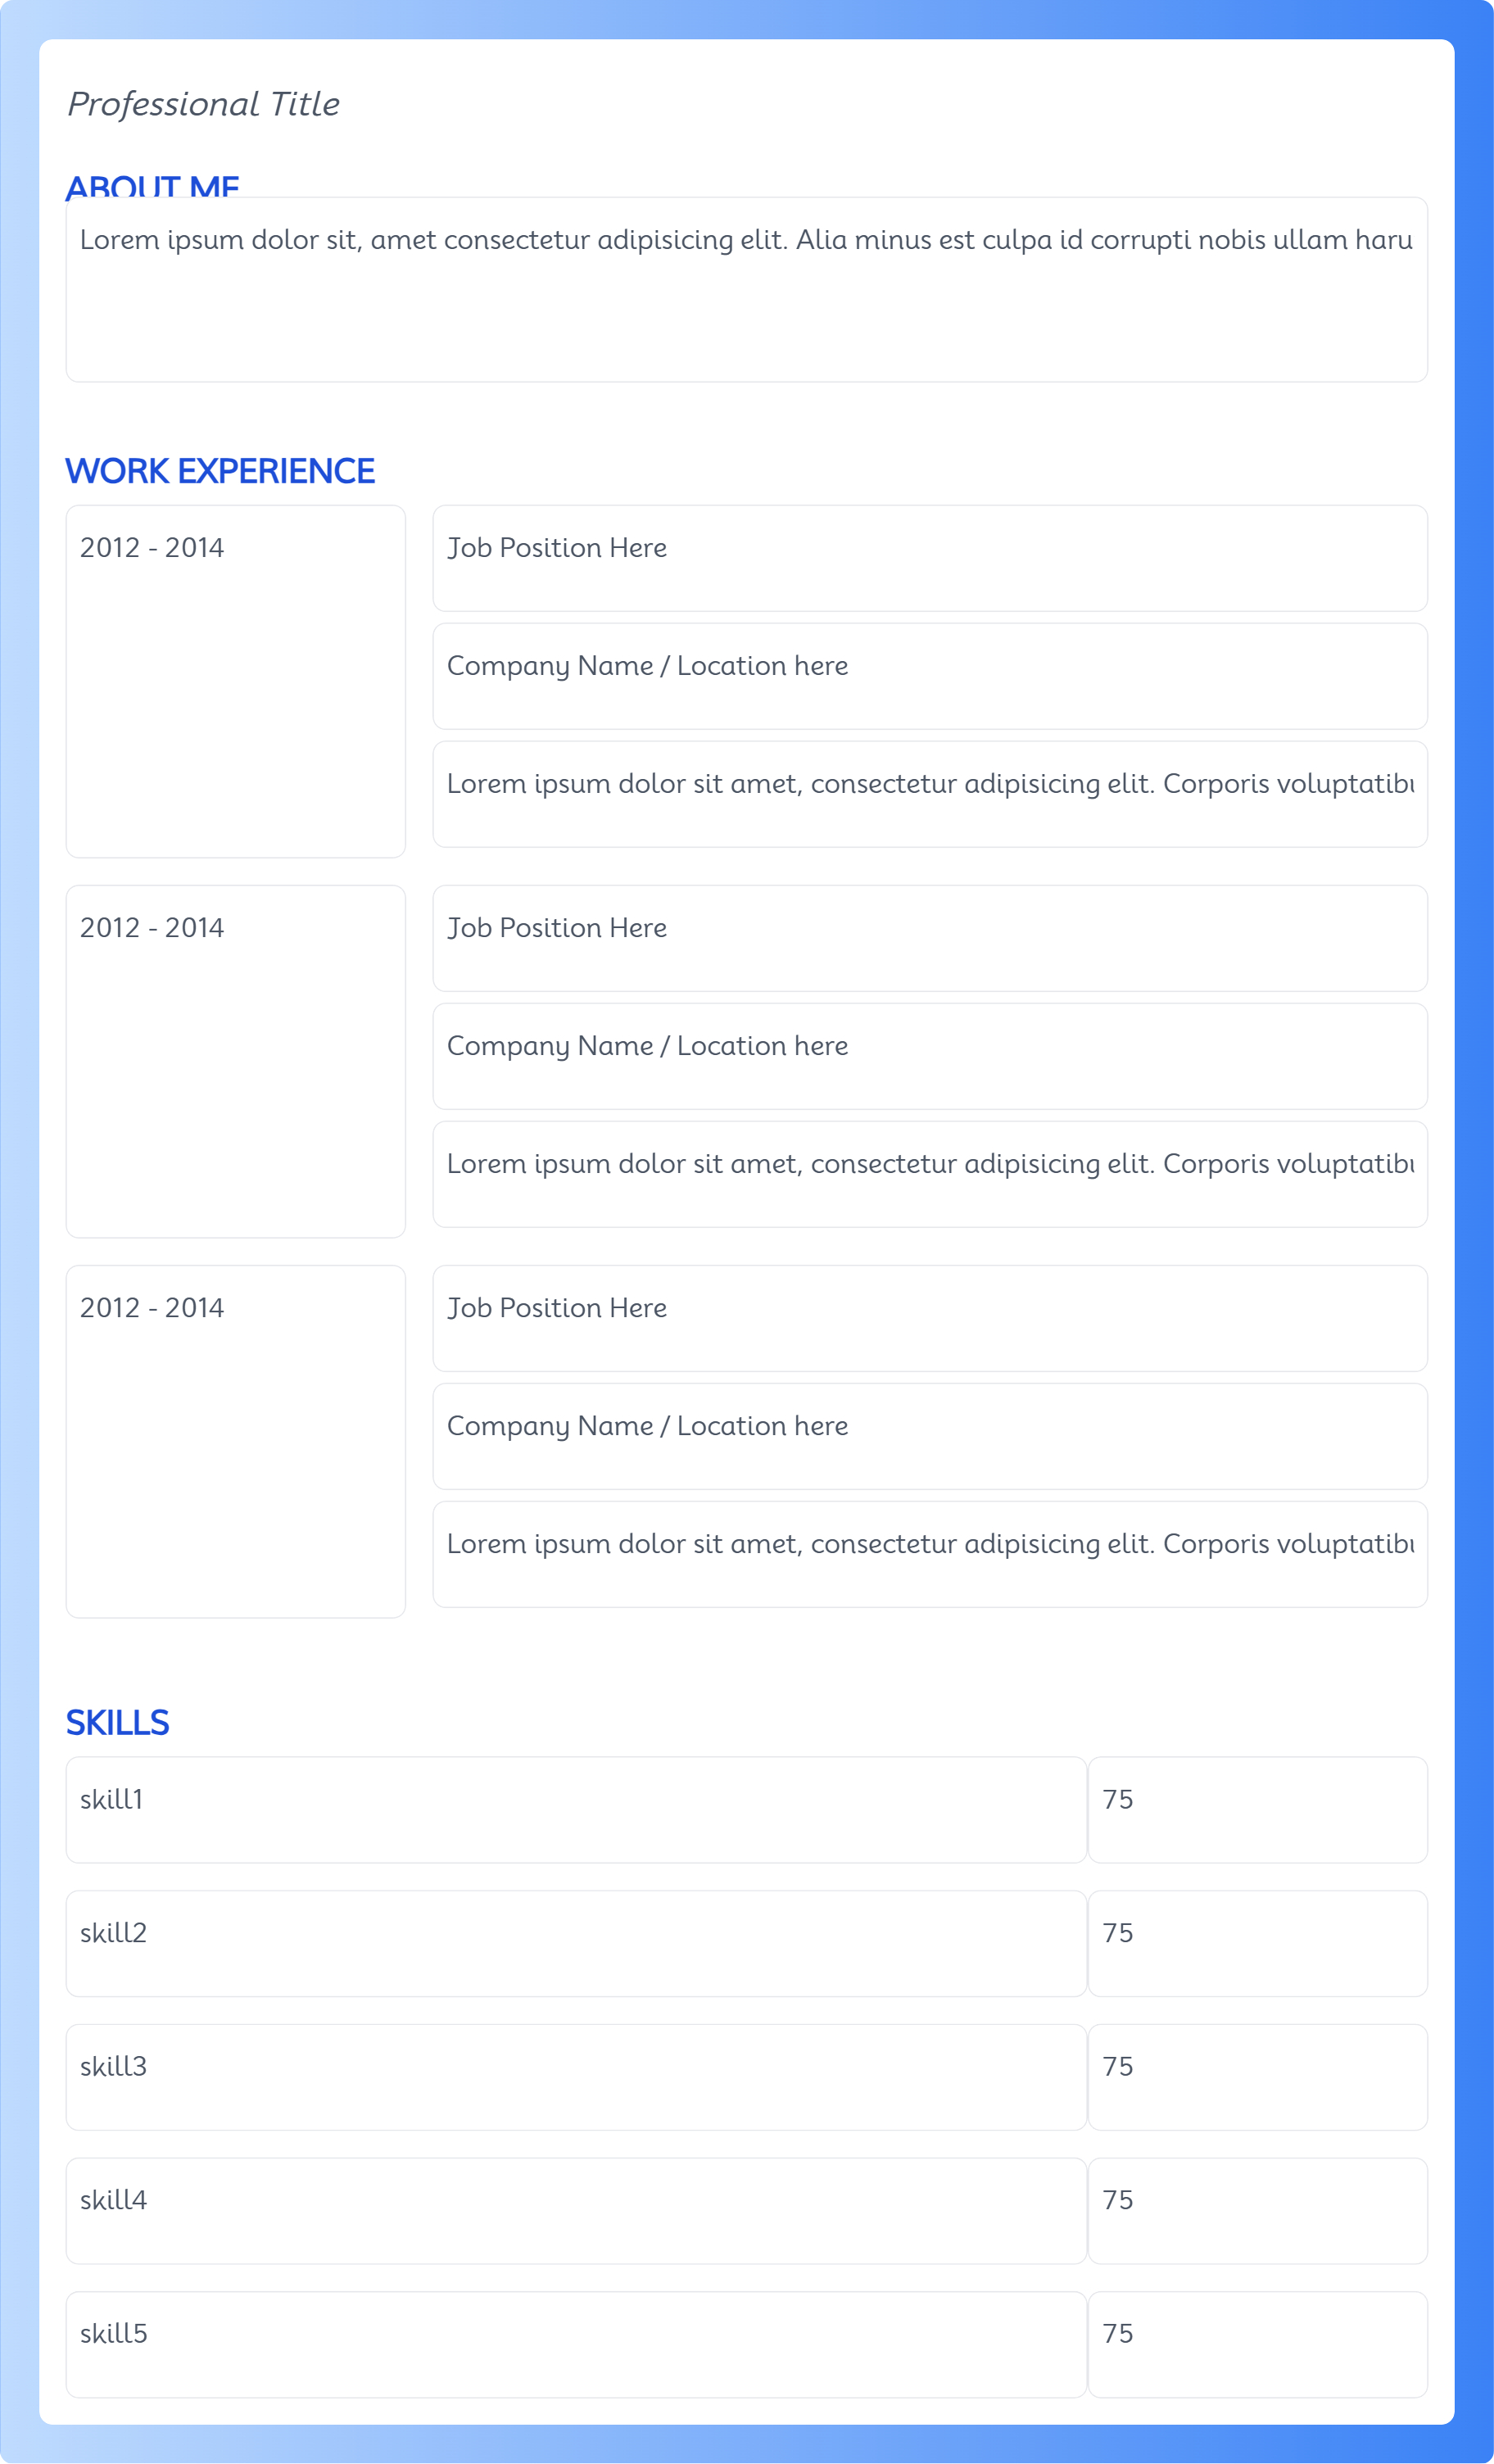 Professional Title
ABOUT ME
Lorem ipsum dolor sit, amet consectetur adipisicing elit. Alia minus est culpa id corrupti nobis ullam haru
WORK EXPERIENCE
2012 - 2014
Job Position Here
Company Name / Location here
Lorem ipsum dolor sit amet, consectetur adipisicing elit. Corporis voluptatibu
2012 - 2014
Job Position Here
Company Name / Location here
Lorem ipsum dolor sit amet, consectetur adipisicing elit. Corporis voluptatibu
2012 - 2014
Job Position Here
Company Name / Location here
Lorem ipsum dolor sit amet, consectetur adipisicing elit. Corporis voluptatibu
SKILLS
skill1 75
skill2 75
skill3 75
skill4 75
skill5 75